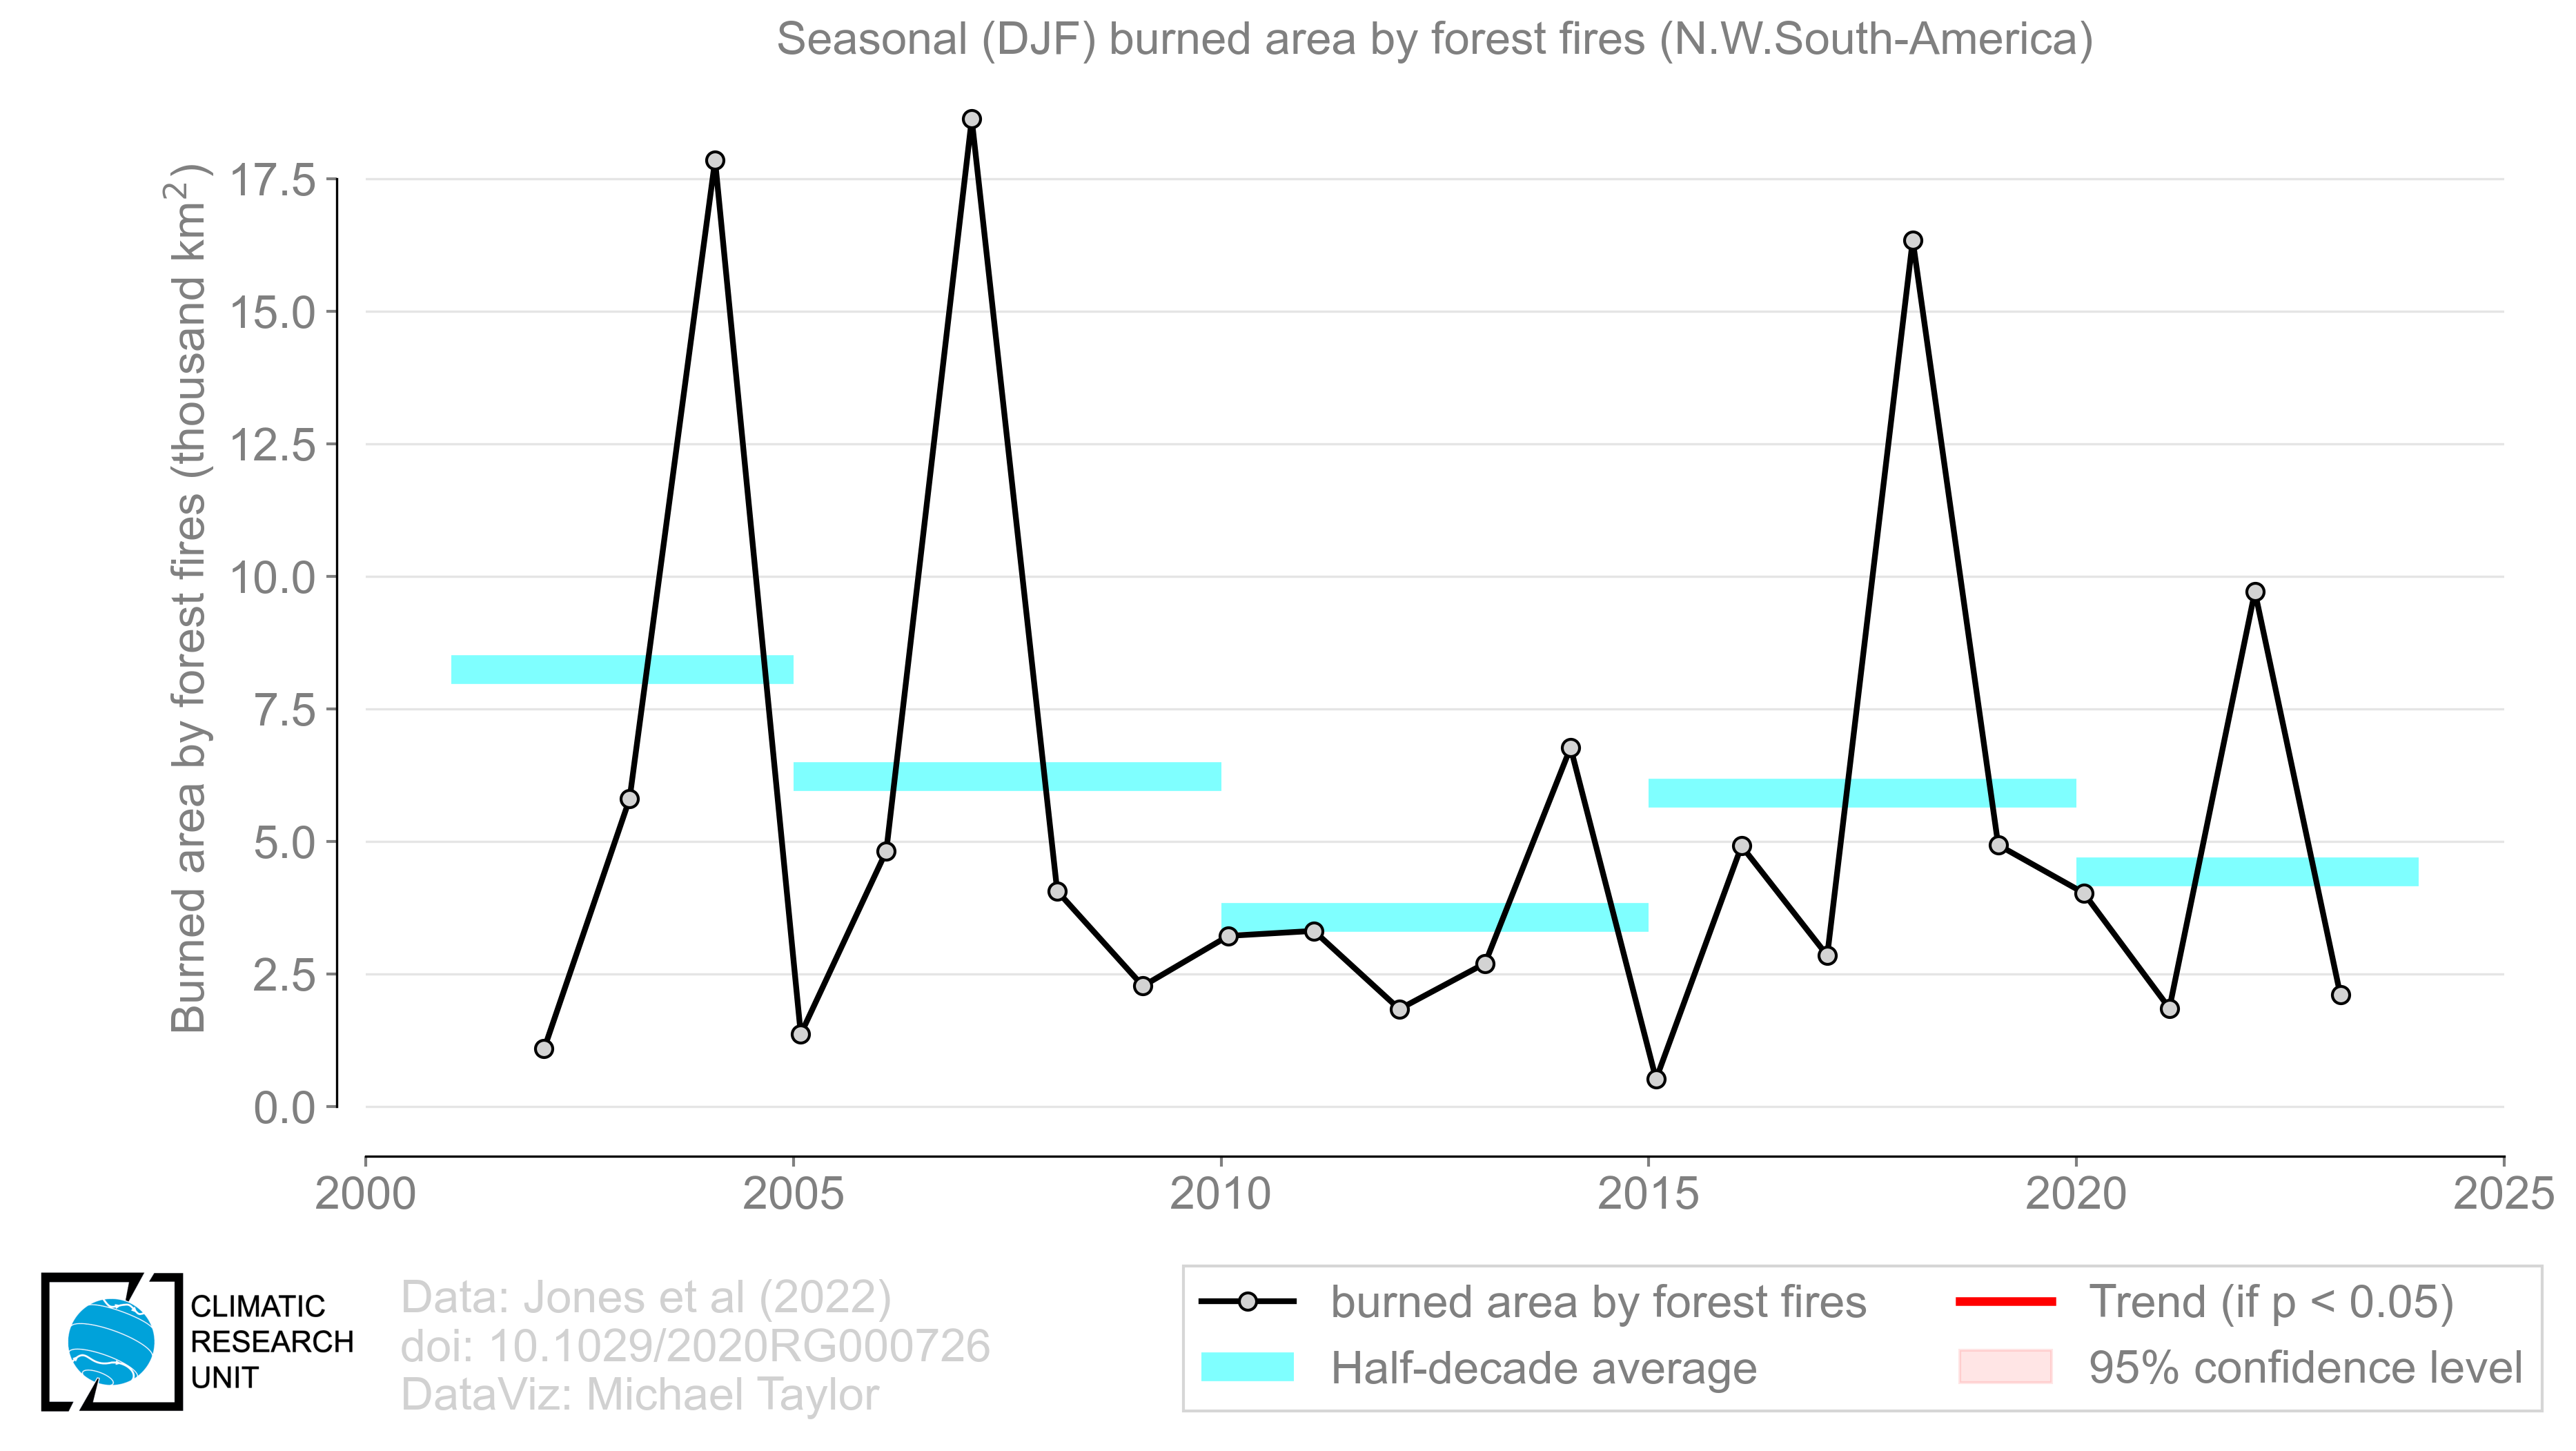 Seasonal (DJF) burned area by forest fires (N.W.South-America)
Burned area by forest fires (thousand km²)
17.5
15.0
12.5
10.0
7.5
5.0
2.5
0.0
2000
2005
2010
2015
2020
2025
CLIMATIC
RESEARCH
UNIT
Data: Jones et al (2022)
doi: 10.1029/2020RG000726
DataViz: Michael Taylor
burned area by forest fires
Half-decade average
Trend (if p < 0.05)
95% confidence level